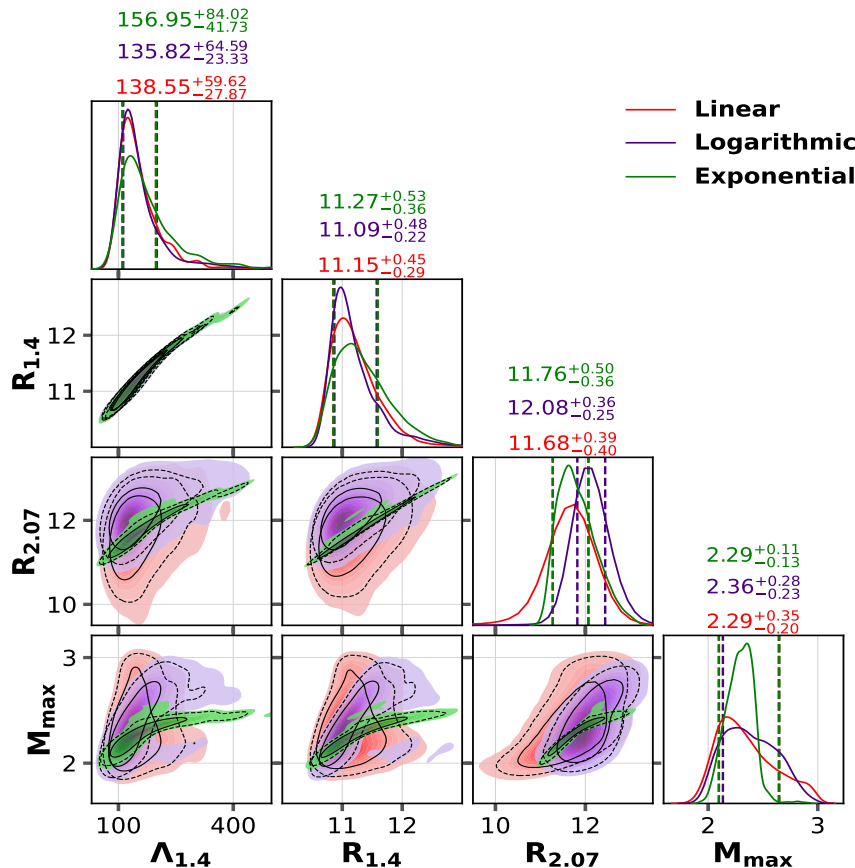 156.95+84.02−41.73
135.82+64.59−23.33
138.55+59.62−27.87
Linear
Logarithmic
Exponential
11.27+0.53−0.36
11.09+0.48−0.22
11.15+0.45−0.29
12
11
R1.4
11.76+0.50−0.36
12.08+0.36−0.25
11.68+0.39−0.40
12
10
R2.07
2.29+0.11−0.13
2.36+0.28−0.23
2.29+0.35−0.20
3
2
Mmax
100 400
11 12
10 12
2 3
Λ1.4
R1.4
R2.07
Mmax